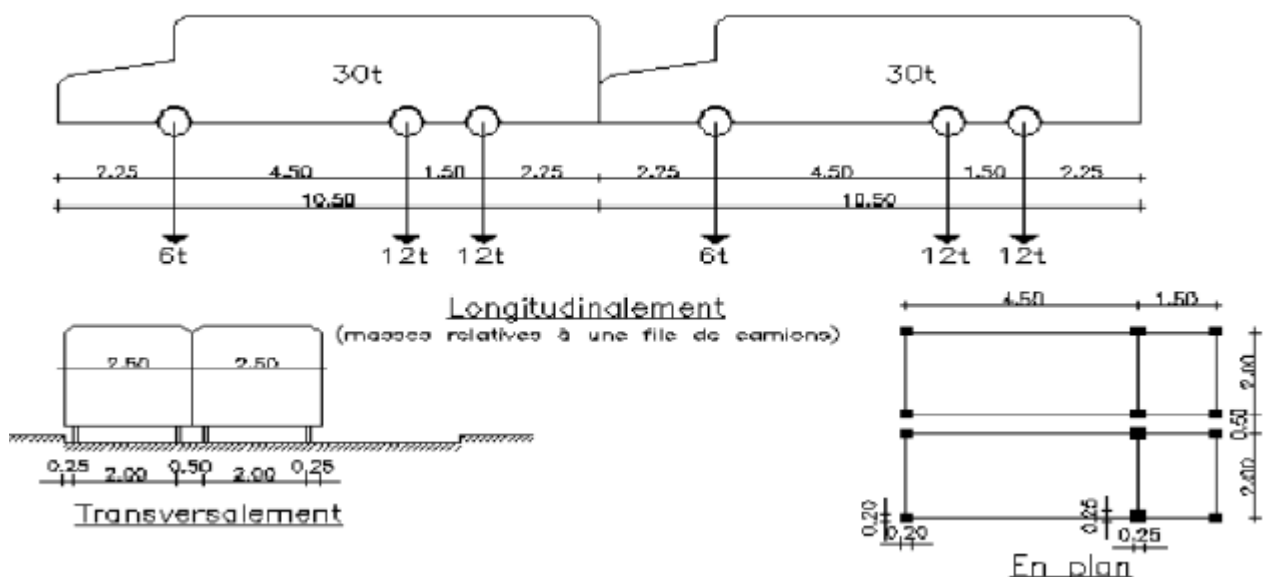 30t 30t
2.25 4.50 1.50 2.25 2.25 4.50 1.50 2.25
10.50 10.50
6t 12t 12t 6t 12t 12t
Longitudinalement
(masses relatives à une file de camions)
2.50 2.50
0.25 2.00 0.50 2.00 0.25
Transversalement
4.50 1.50
2.00
0.50
2.00
0.20
0.20
0.25
0.25
En plan